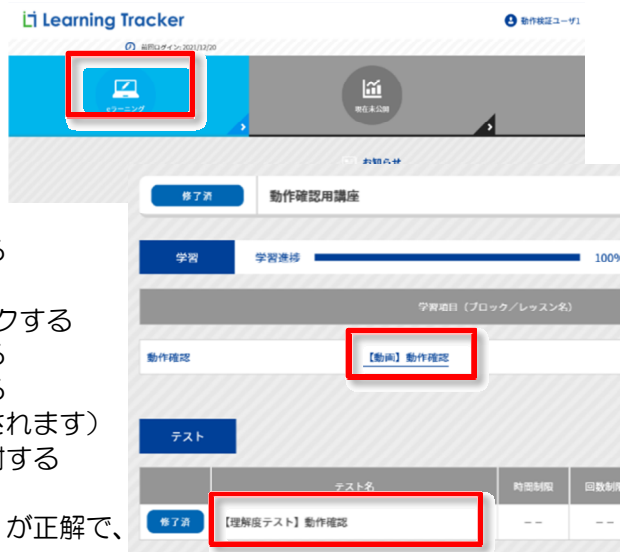 Learning Tracker
動作検証ユーザ1
前回ログイン: 2021/12/20
eラーニング
現在未公開
お知らせ
修了済
動作確認用講座
る
学習
学習進捗
100%
学習項目（ブロック／レッスン名）
クする
動作確認
【動画】動作確認
る
る
されます）
テスト
対する
テスト名
時間制限
回数制限
修了済
【理解度テスト】動作確認
--
--
が正解で、